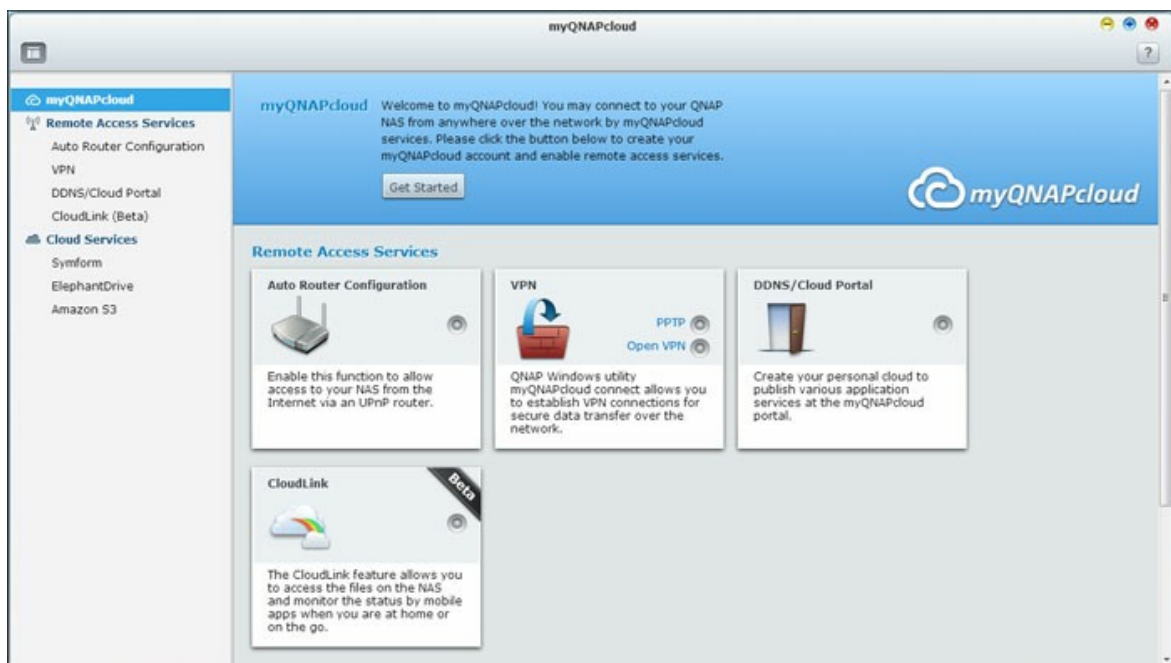 myQNAPcloud
?
myQNAPcloud
Remote Access Services
Auto Router Configuration
VPN
DDNS/Cloud Portal
CloudLink (Beta)
Cloud Services
Symform
ElephantDrive
Amazon S3
myQNAPcloud
Welcome to myQNAPcloud! You may connect to your QNAP
NAS from anywhere over the network by myQNAPcloud
services. Please click the button below to create your
myQNAPcloud account and enable remote access services.
Get Started
myQNAPcloud
Remote Access Services
Auto Router Configuration
Enable this function to allow
access to your NAS from the
Internet via an UPnP router.
VPN
PPTP
Open VPN
QNAP Windows utility
myQNAPcloud connect allows you
to establish VPN connections for
secure data transfer over the
network.
DDNS/Cloud Portal
Create your personal cloud to
publish various application
services at the myQNAPcloud
portal.
CloudLink
Beta
The CloudLink feature allows you
to access the files on the NAS
and monitor the status by mobile
apps when you are at home or
on the go.